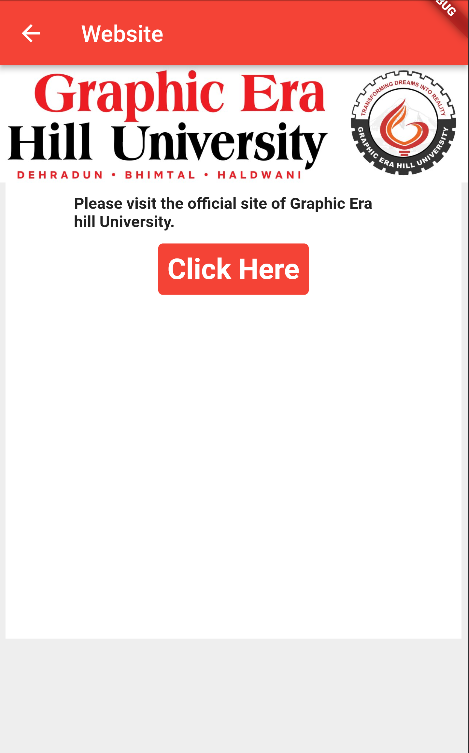 Website
Graphic Era
Hill University
DEHRADUN • BHIMTAL • HALDWANI
TRANSFORMING DREAMS INTO REALITY
GRAPHIC ERA HILL UNIVERSITY
Please visit the official site of Graphic Era
hill University.
Click Here